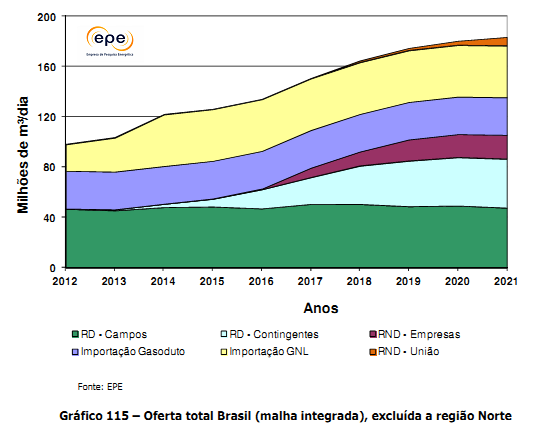 200
160
120
80
40
0
Milhões de m³/dia
epe
Empresa de Pesquisa Energética
2012 2013 2014 2015 2016 2017 2018 2019 2020 2021
Anos
RD - Campos RD - Contingentes RND - Empresas
Importação Gasoduto Importação GNL RND - União
Fonte: EPE
Gráfico 115 – Oferta total Brasil (malha integrada), excluída a região Norte